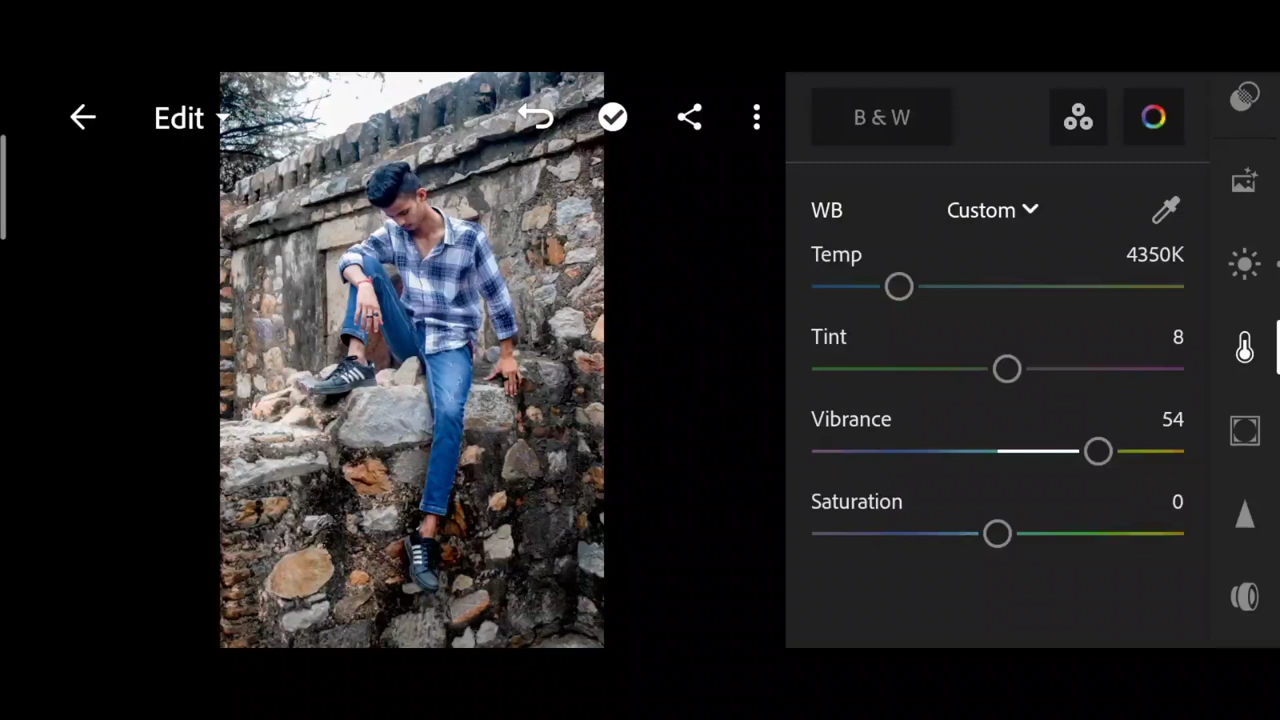 Edit
B & W
WB Custom
Temp 4350K
Tint 8
Vibrance 54
Saturation 0